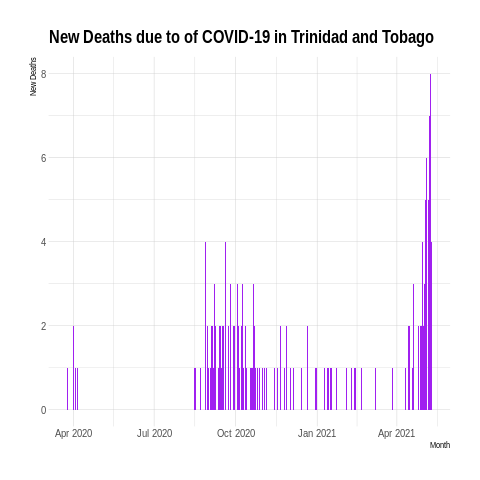 New Deaths due to of COVID-19 in Trinidad and Tobago
New Deaths
8
6
4
2
0
Apr 2020 Jul 2020 Oct 2020 Jan 2021 Apr 2021
Month